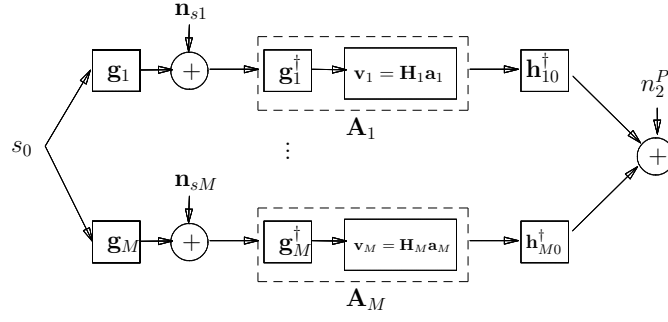 n_{s1}
g_1 + g_1^† v_1 = H_1 a_1 h_{10}^†
A_1
n_2^P
s_0 ⋮ +
n_{sM}
g_M + g_M^† v_M = H_M a_M h_{M0}^†
A_M